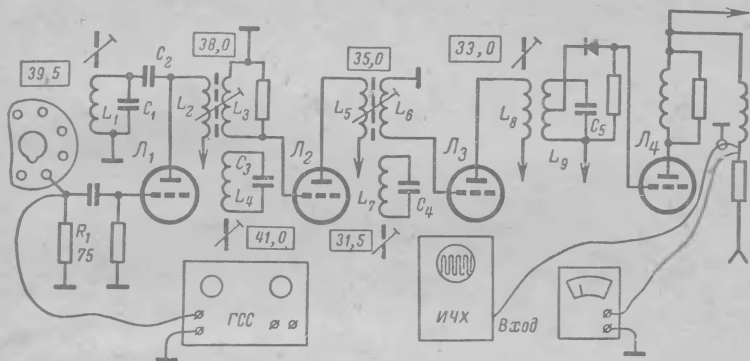 39,5
C₂
38,0
35,0
33,0
L₁
C₁
L₂
L₃
L₅
L₆
L₈
C₅
Л₁
Л₂
Л₃
L₉
Л₄
C₃
L₄
L₇
C₄
R₁
75
41,0
31,5
ГСС
ИЧХ
Вход